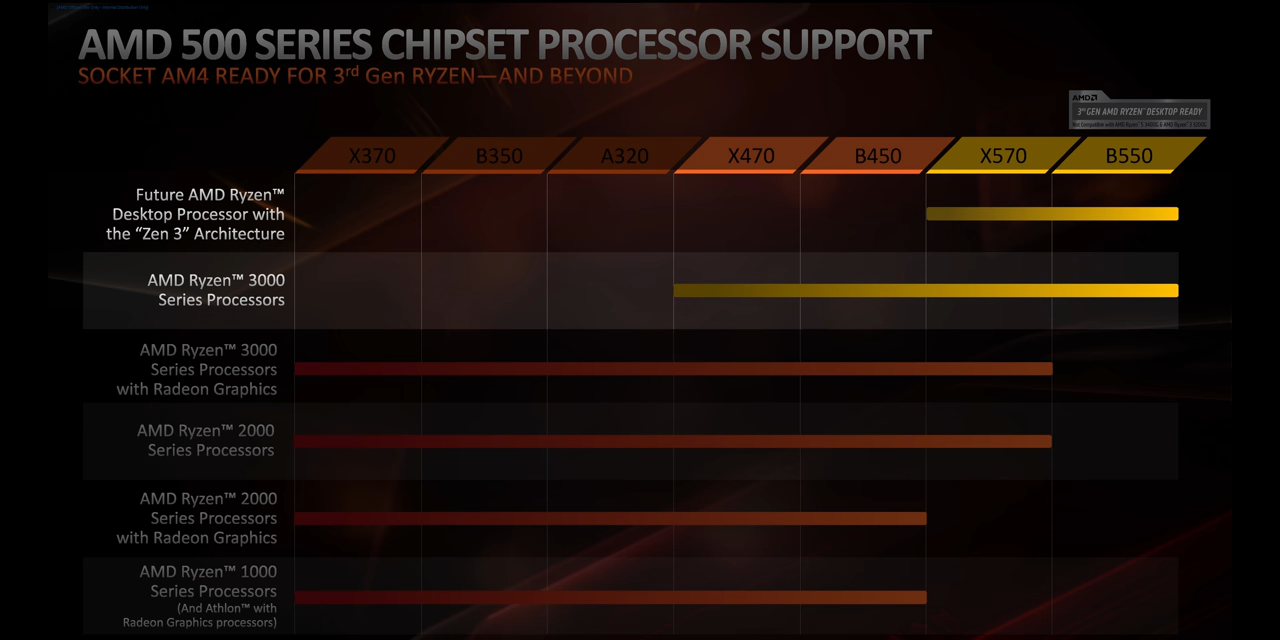 AMD 500 SERIES CHIPSET PROCESSOR SUPPORT
SOCKET AM4 READY FOR 3rd Gen RYZEN—AND BEYOND
AMD
3rd GEN AMD RYZEN™ DESKTOP READY
X370 B350 A320 X470 B450 X570 B550
Future AMD Ryzen™
Desktop Processor with
the “Zen 3” Architecture
AMD Ryzen™ 3000
Series Processors
AMD Ryzen™ 3000
Series Processors
with Radeon Graphics
AMD Ryzen™ 2000
Series Processors
AMD Ryzen™ 2000
Series Processors
with Radeon Graphics
AMD Ryzen™ 1000
Series Processors
(And Athlon™ with
Radeon Graphics processors)